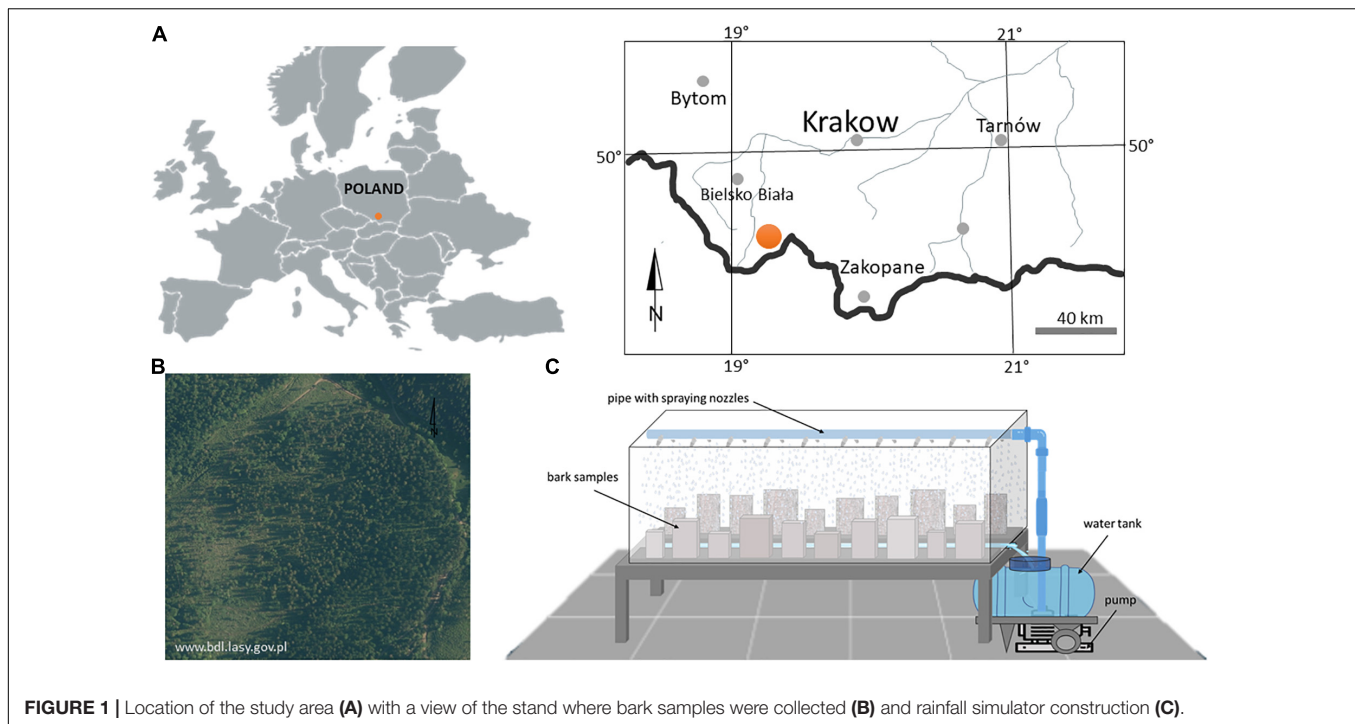 A
POLAND
19°
21°
Bytom
Krakow
Tarnów
50°
50°
Bielsko Biała
Zakopane
N
40 km
19°
21°
B
www.bdl.lasy.gov.pl
C
pipe with spraying nozzles
bark samples
water tank
pump
FIGURE 1 | Location of the study area (A) with a view of the stand where bark samples were collected (B) and rainfall simulator construction (C).